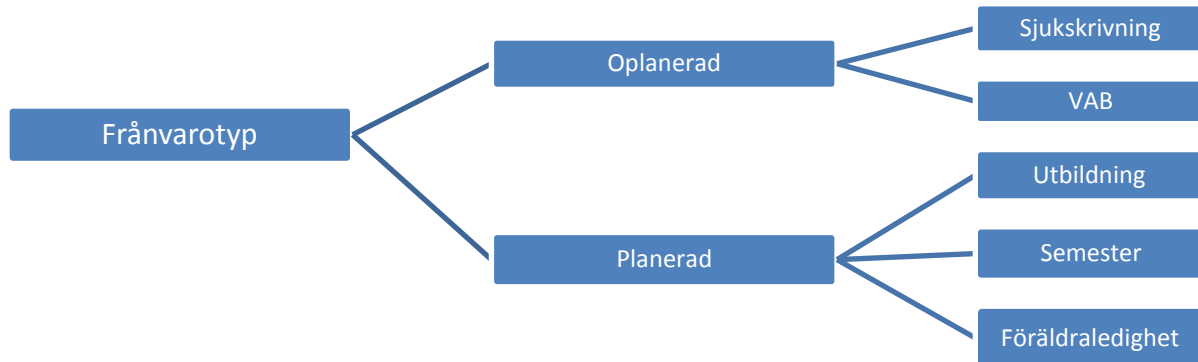 Frånvarotyp
Oplanerad
Sjukskrivning
VAB
Planerad
Utbildning
Semester
Föräldraledighet